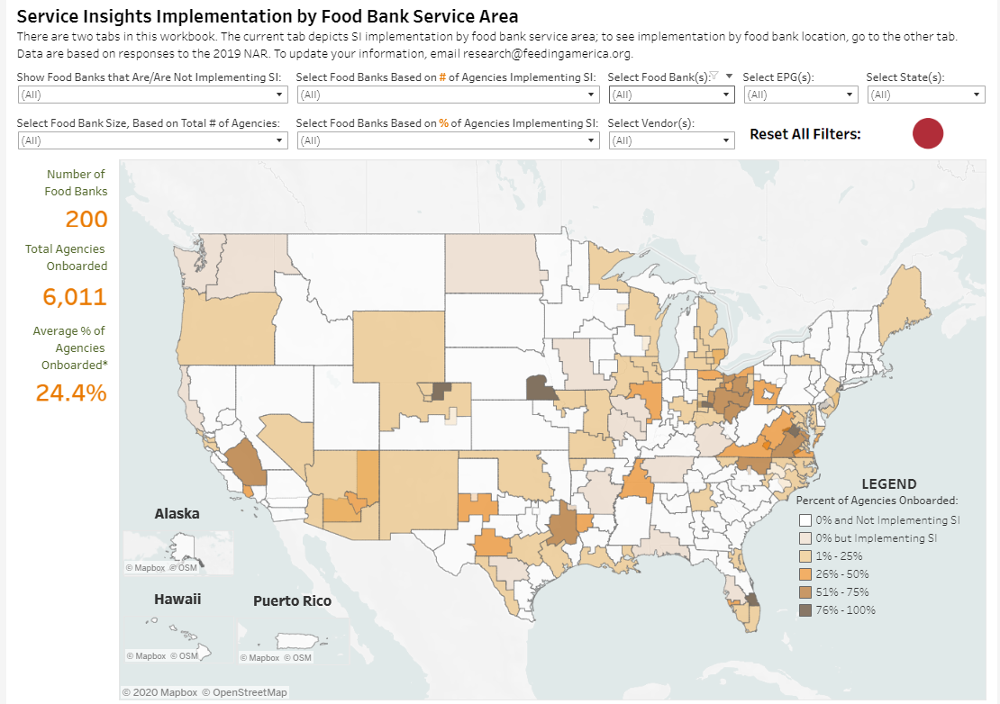 Service Insights Implementation by Food Bank Service Area
There are two tabs in this workbook. The current tab depicts SI implementation by food bank service area; to see implementation by food bank location, go to the other tab.
Data are based on responses to the 2019 NAR. To update your information, email research@feedingamerica.org.
Show Food Banks that Are/Are Not Implementing SI:
(All)
Select Food Banks Based on # of Agencies Implementing SI:
(All)
Select Food Bank(s):
(All)
Select EPG(s):
(All)
Select State(s):
(All)
Select Food Bank Size, Based on Total # of Agencies:
(All)
Select Food Banks Based on % of Agencies Implementing SI:
(All)
Select Vendor(s):
(All)
Reset All Filters:
Number of
Food Banks
200
Total Agencies
Onboarded
6,011
Average % of
Agencies
Onboarded*
24.4%
Alaska
© Mapbox © OSM
Hawaii
© Mapbox © OSM
Puerto Rico
© Mapbox © OSM
LEGEND
Percent of Agencies Onboarded:
0% and Not Implementing SI
0% but Implementing SI
1% - 25%
26% - 50%
51% - 75%
76% - 100%
© 2020 Mapbox © OpenStreetMap